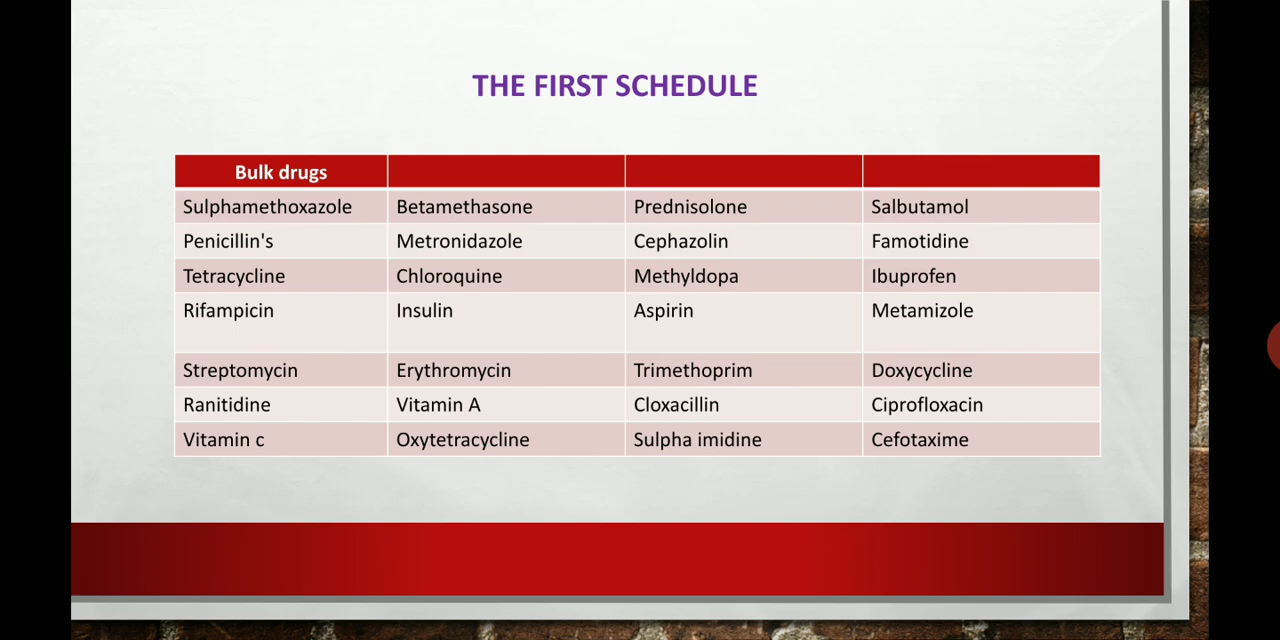 THE FIRST SCHEDULE
Bulk drugs
Sulphamethoxazole Betamethasone Prednisolone Salbutamol
Penicillin's Metronidazole Cephazolin Famotidine
Tetracycline Chloroquine Methyldopa Ibuprofen
Rifampicin Insulin Aspirin Metamizole
Streptomycin Erythromycin Trimethoprim Doxycycline
Ranitidine Vitamin A Cloxacillin Ciprofloxacin
Vitamin c Oxytetracycline Sulpha imidine Cefotaxime